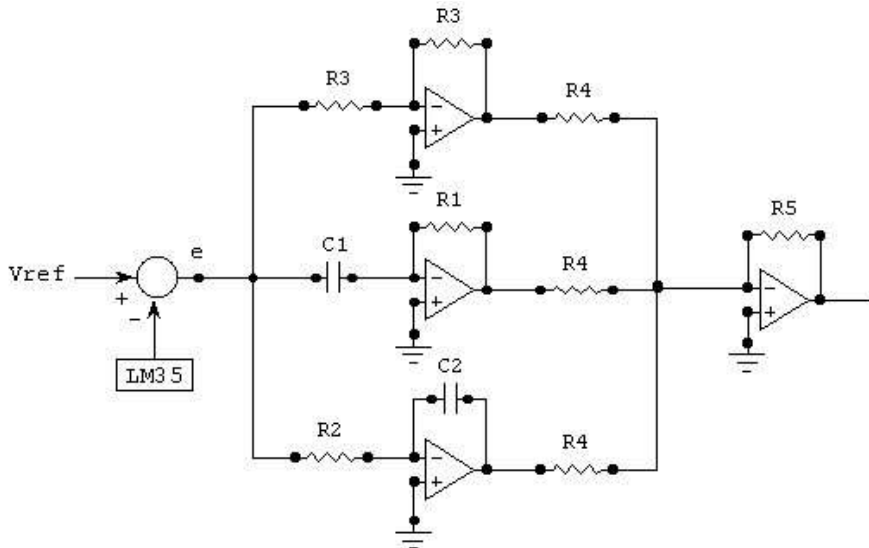 R3
R3
R4
−
+
R1
C1
R4
R5
e
Vref
+
−
−
+
−
+
LM35
C2
R2
R4
−
+